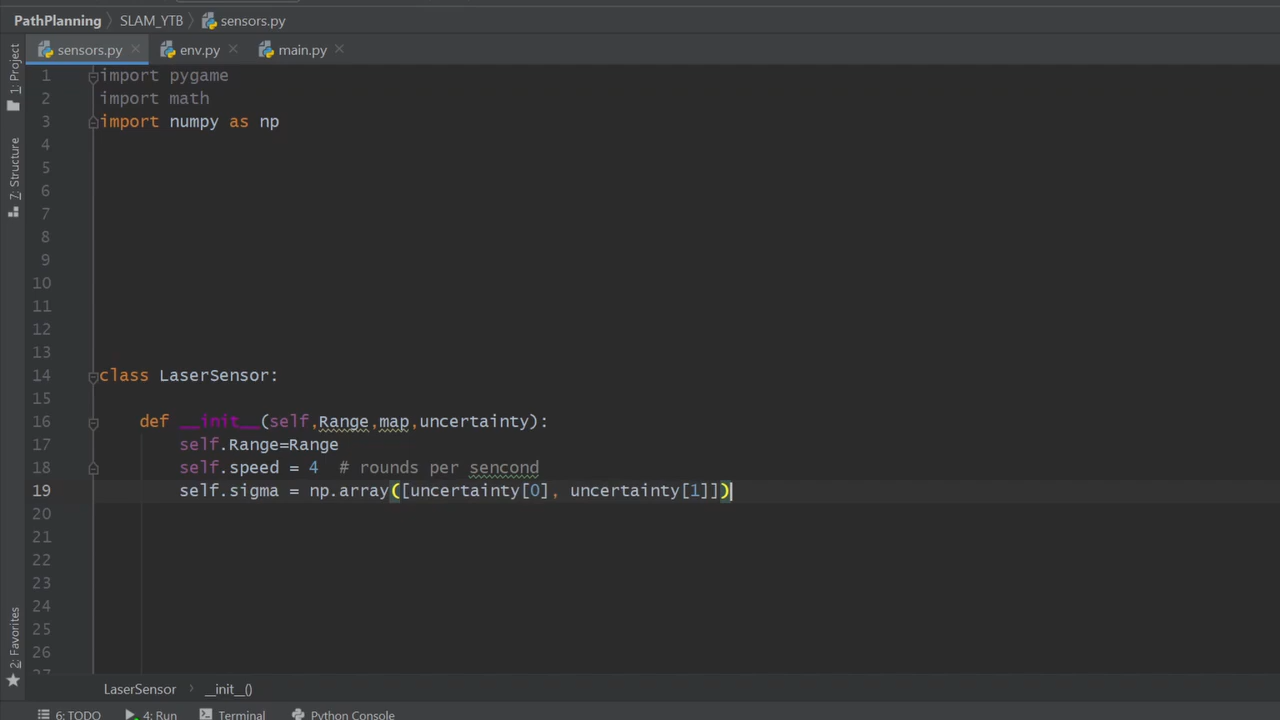 PathPlanning SLAM_YTB sensors.py
sensors.py env.py main.py
1: Project
7: Structure
2: Favorites
1 import pygame
2 import math
3 import numpy as np
4
5
6
7
8
9
10
11
12
13
14 class LaserSensor:
15
16 def __init__(self,Range,map,uncertainty):
17 self.Range=Range
18 self.speed = 4 # rounds per sencond
19 self.sigma = np.array([uncertainty[0], uncertainty[1]])
20
21
22
23
24
25
26
27
LaserSensor __init__()
6: TODO 4: Run Terminal Python Console